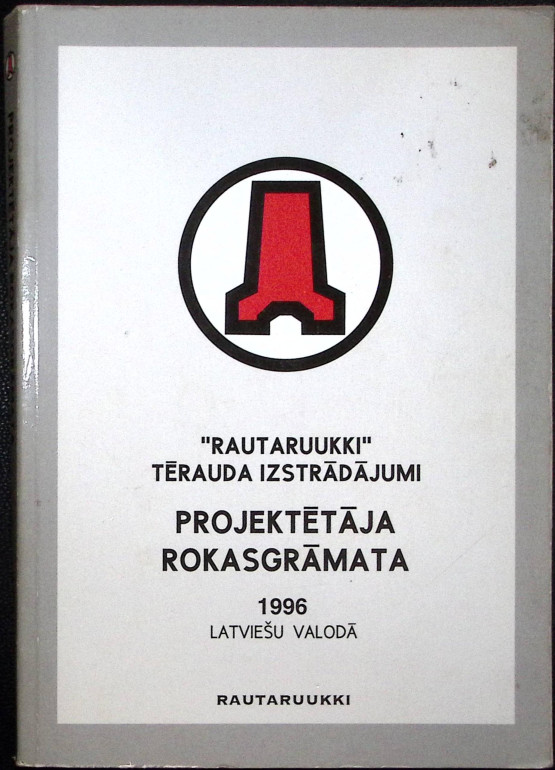 "RAUTARUUKKI"
TĒRAUDA IZSTRĀDĀJUMI
PROJEKTĒTĀJA
ROKASGRĀMATA
1996
LATVIEŠU VALODĀ
RAUTARUUKKI